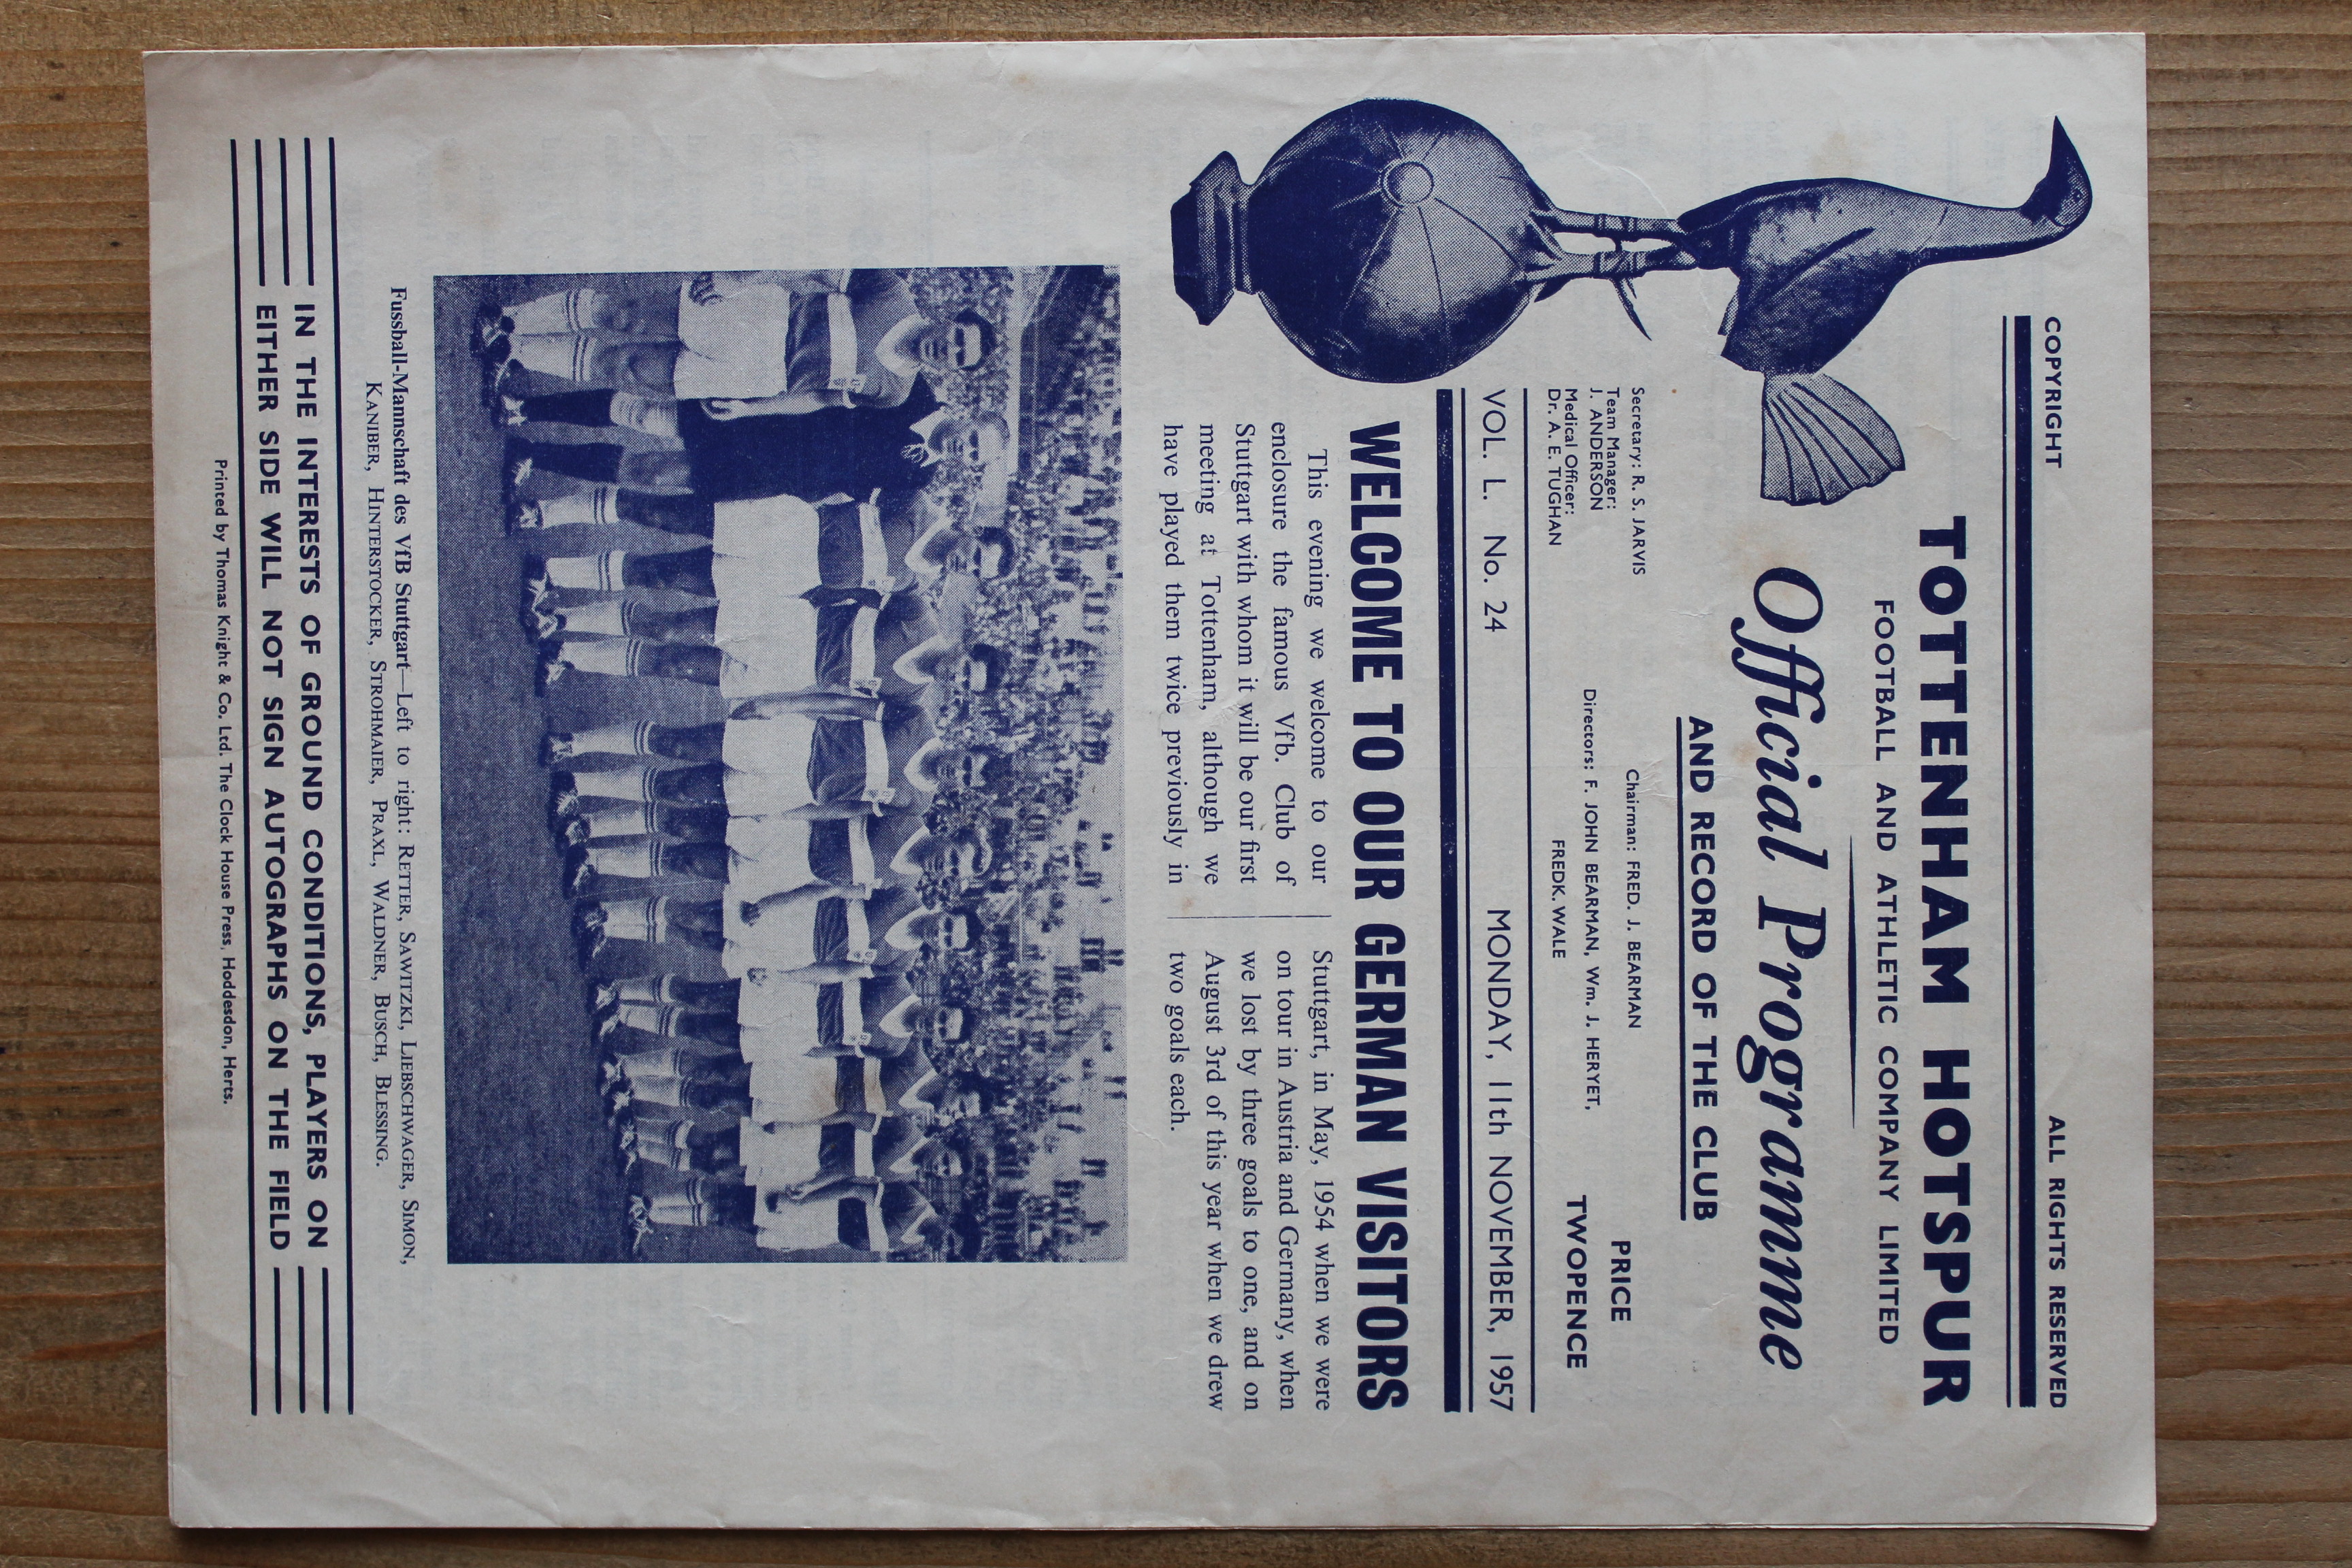 COPYRIGHT ALL RIGHTS RESERVED
TOTTENHAM HOTSPUR
FOOTBALL AND ATHLETIC COMPANY LIMITED
Official Programme
AND RECORD OF THE CLUB
Secretary: R. S. JARVIS
Team Manager:
J. ANDERSON
Medical Officer:
Dr. A. E. TUGHAN
Chairman: FRED. J. BEARMAN
Directors: F. JOHN BEARMAN, Wm. J. HERYET,
FREDK. WALE
PRICE
TWOPENCE
VOL. L. No. 24 MONDAY, 11th NOVEMBER, 1957
WELCOME TO OUR GERMAN VISITORS
This evening we welcome to our
enclosure the famous Vfb. Club of
Stuttgart with whom it will be our first
meeting at Tottenham, although we
have played them twice previously in
Stuttgart, in May, 1954 when we were
on tour in Austria and Germany, when
we lost by three goals to one, and on
August 3rd of this year when we drew
two goals each.
Fussball-Mannschaft des VfB Stuttgart—Left to right: RETTER, SAWITZKI, LIEBSCHWAGER, SIMON,
KANIBER, HINTERSTOCKER, STROHMAIER, PRAXL, WALDNER, BUSCH, BLESSING.
IN THE INTERESTS OF GROUND CONDITIONS, PLAYERS ON
EITHER SIDE WILL NOT SIGN AUTOGRAPHS ON THE FIELD
Printed by Thomas Knight & Co. Ltd. The Clock House Press, Hoddesdon, Herts.